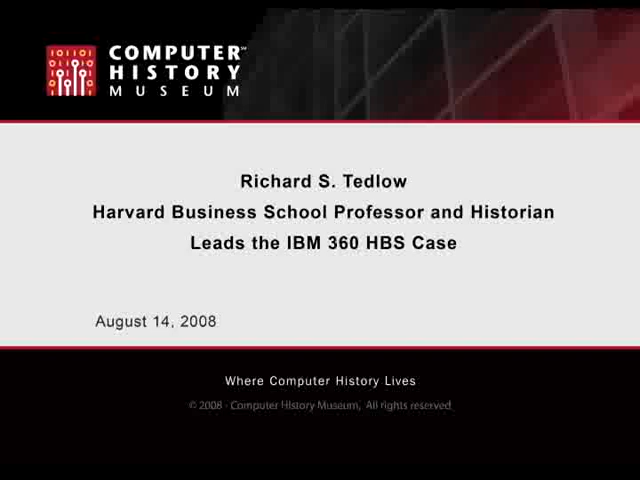 COMPUTER
HISTORY
MUSEUM
Richard S. Tedlow
Harvard Business School Professor and Historian
Leads the IBM 360 HBS Case
August 14, 2008
Where Computer History Lives
© 2008 - Computer History Museum, All rights reserved.